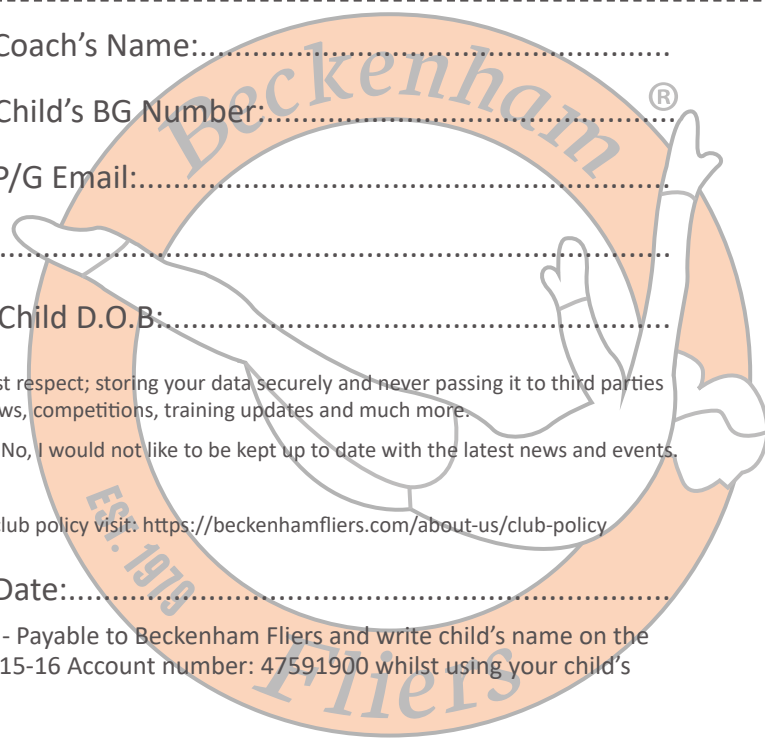 Coach's Name:......................................................................
Child's BG Number:..............................................................
P/G Email:...............................................................................
....................................................................................................
Child D.O.B:...........................................................................
st respect; storing your data securely and never passing it to third parties
ws, competitions, training updates and much more.
No, I would not like to be kept up to date with the latest news and events.
club policy visit: https://beckenhamfliers.com/about-us/club-policy
Date:.........................................................................................
- Payable to Beckenham Fliers and write child's name on the
15-16 Account number: 47591900 whilst using your child's
Beckenham
®
EST. 1979
Fliers